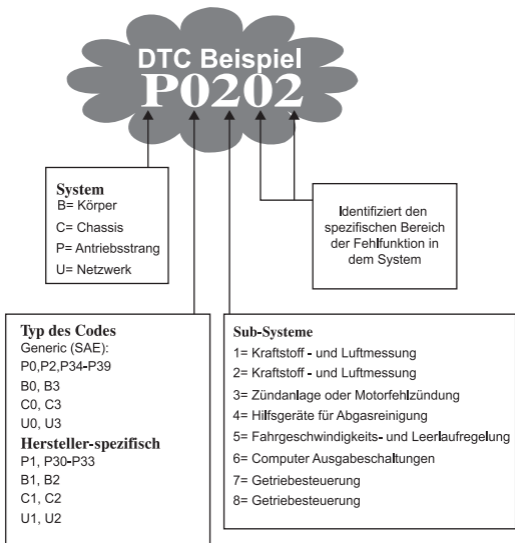 DTC Beispiel
P0202
System
B= Körper
C= Chassis
P= Antriebsstrang
U= Netzwerk
Identifiziert den
spezifischen Bereich
der Fehlfunktion in
dem System
Typ des Codes
Generic (SAE):
P0,P2,P34-P39
B0, B3
C0, C3
U0, U3
Hersteller-spezifisch
P1, P30-P33
B1, B2
C1, C2
U1, U2
Sub-Systeme
1= Kraftstoff - und Luftmessung
2= Kraftstoff - und Luftmessung
3= Zündanlage oder Motorfehlzündung
4= Hilfsgeräte für Abgasreinigung
5= Fahrgeschwindigkeits- und Leerlaufregelung
6= Computer Ausgabeschaltungen
7= Getriebesteuerung
8= Getriebesteuerung